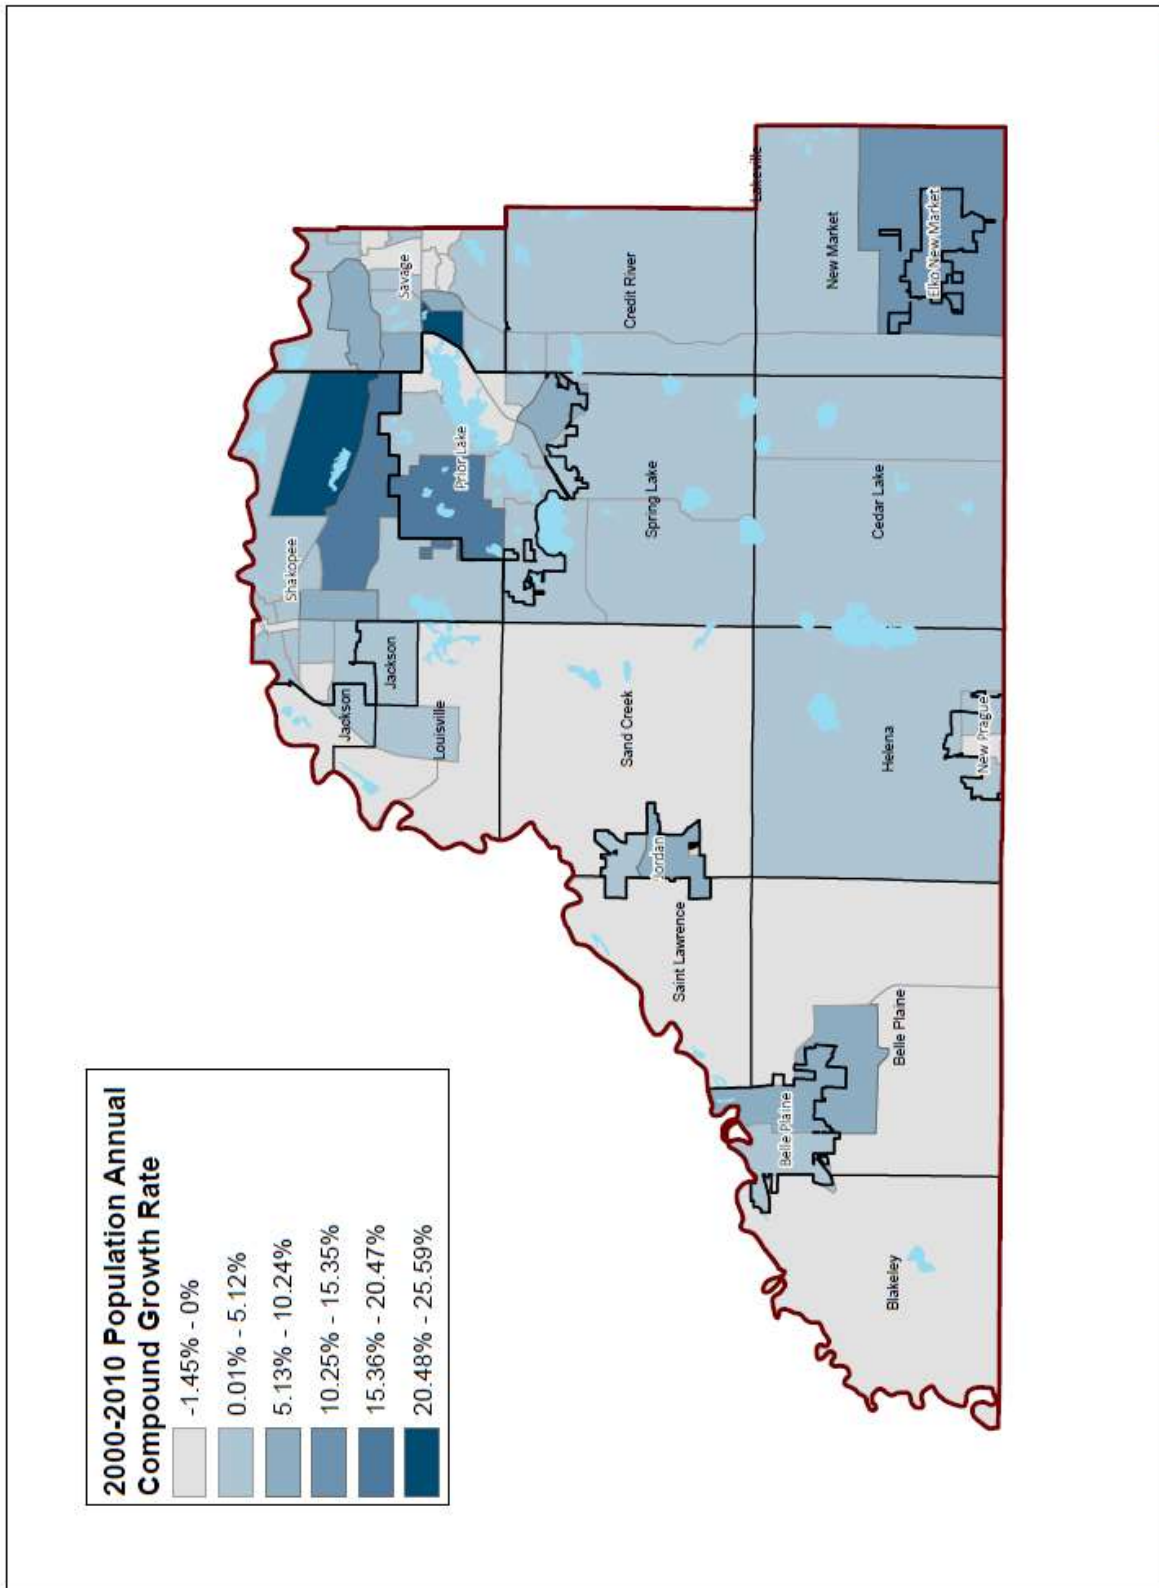 2000-2010 Population Annual
Compound Growth Rate
-1.45% - 0%
0.01% - 5.12%
5.13% - 10.24%
10.25% - 15.35%
15.36% - 20.47%
20.48% - 25.59%
Shakopee
Savage
Jackson
Jackson
Prior Lake
Louisville
Sand Creek
Spring Lake
Credit River
Jordan
Saint Lawrence
Lakeville
Belle Plaine
Belle Plaine
Blakeley
Helena
New Prague
Cedar Lake
New Market
Elko New Market